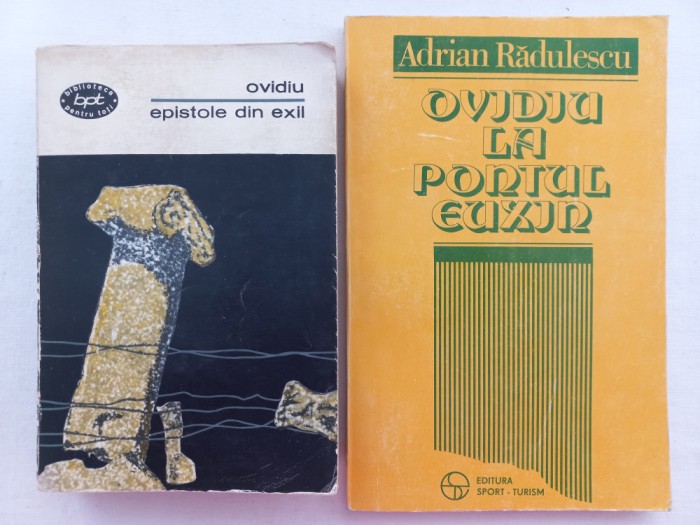 biblioteca
bpt
pentru toți
ovidiu
epistole din exil
Adrian Rădulescu
OVIDIU
LA
PONTUL
EUXIN
EDITURA
SPORT - TURISM